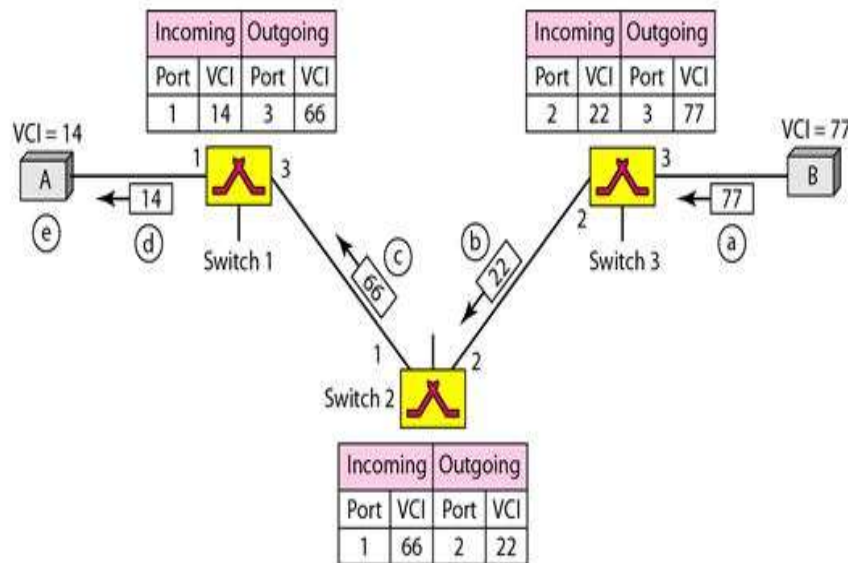 Incoming Outgoing
Port VCI Port VCI
1 14 3 66
Incoming Outgoing
Port VCI Port VCI
2 22 3 77
VCI = 14
VCI = 77
A
1
3
3
B
14
2
77
e
d
Switch 1
c
66
b
22
Switch 3
a
1
2
Switch 2
Incoming Outgoing
Port VCI Port VCI
1 66 2 22